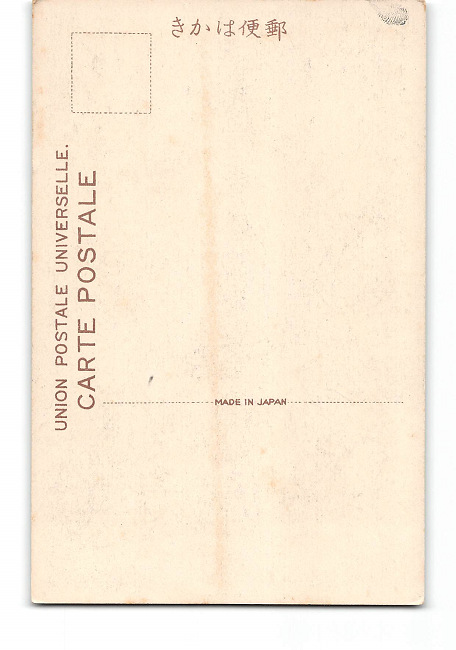 きかは便郵
UNION POSTALE UNIVERSELLE.
CARTE POSTALE
MADE IN JAPAN